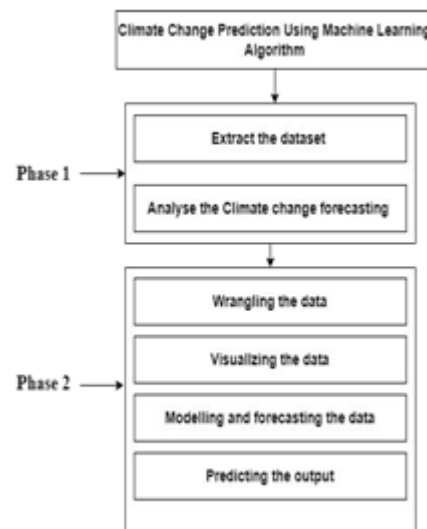 Climate Change Prediction Using Machine Learning
Algorithm
Extract the dataset
Phase 1
Analyse the Climate change forecasting
Wrangling the data
Visualizing the data
Phase 2
Modelling and forecasting the data
Predicting the output